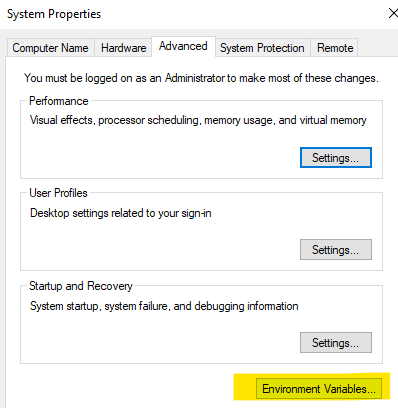 System Properties
Computer Name Hardware Advanced System Protection Remote
You must be logged on as an Administrator to make most of these changes.
Performance
Visual effects, processor scheduling, memory usage, and virtual memory
Settings...
User Profiles
Desktop settings related to your sign-in
Settings...
Startup and Recovery
System startup, system failure, and debugging information
Settings...
Environment Variables...